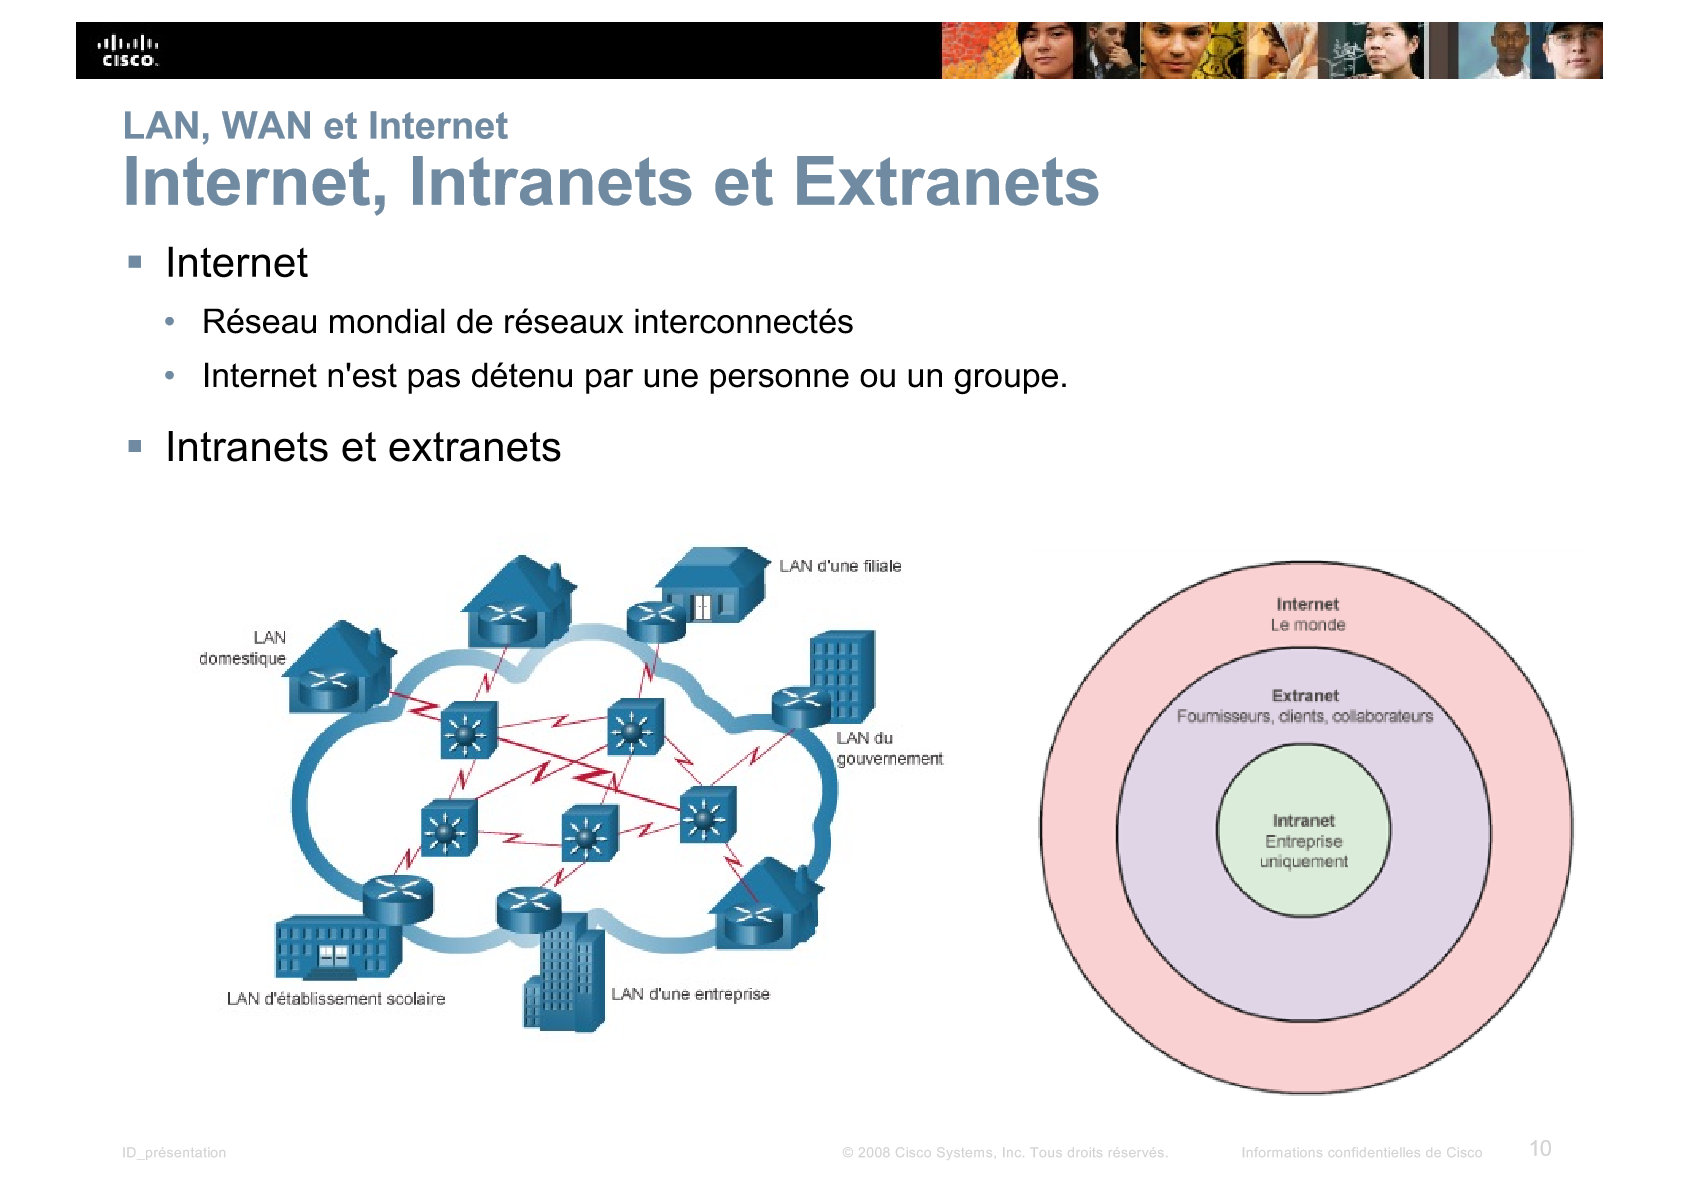 CISCO
LAN, WAN et Internet
Internet, Intranets et Extranets
Internet
Réseau mondial de réseaux interconnectés
Internet n'est pas détenu par une personne ou un groupe.
Intranets et extranets
LAN d'une filiale
LAN
domestique
LAN du
gouvernement
LAN d'établissement scolaire
LAN d'une entreprise
Internet
Le monde
Extranet
Fournisseurs, clients, collaborateurs
Intranet
Entreprise
uniquement
ID_présentation
© 2008 Cisco Systems, Inc. Tous droits réservés.
Informations confidentielles de Cisco
10